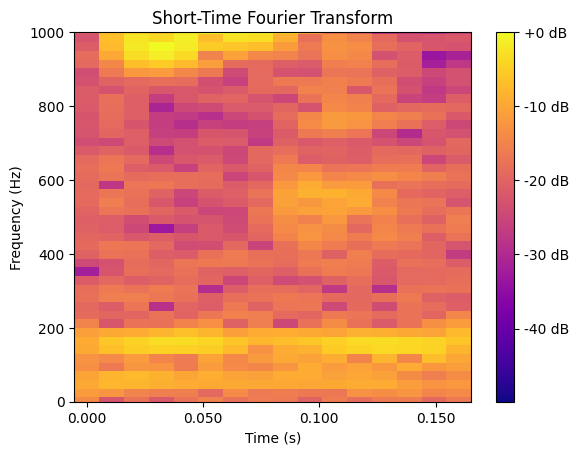 Short-Time Fourier Transform
1000
800
600
400
200
0
Frequency (Hz)
0.000
0.050
0.100
0.150
Time (s)
+0 dB
-10 dB
-20 dB
-30 dB
-40 dB